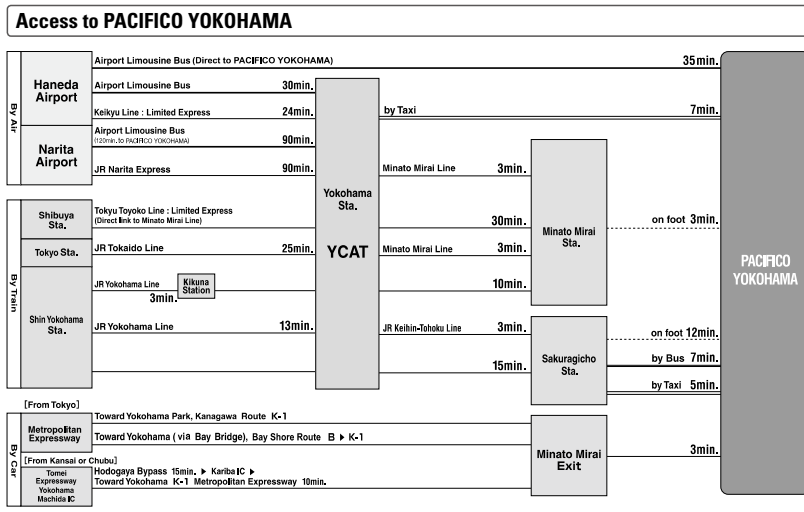 Access to PACIFICO YOKOHAMA
By Air
Haneda
Airport
Airport Limousine Bus (Direct to PACIFICO YOKOHAMA)
35min.
Airport Limousine Bus
30min.
Keikyu Line : Limited Express
24min.
by Taxi
7min.
Narita
Airport
Airport Limousine Bus
(120min. to PACIFICO YOKOHAMA)
90min.
JR Narita Express
90min.
Minato Mirai Line
3min.
Yokohama
Sta.
YCAT
By Train
Shibuya
Sta.
Tokyu Toyoko Line : Limited Express
(Direct link to Minato Mirai Line)
30min.
Minato Mirai
Sta.
on foot 3min.
Tokyo Sta.
JR Tokaido Line
25min.
Minato Mirai Line
3min.
PACIFICO
YOKOHAMA
Shin Yokohama
Sta.
JR Yokohama Line
3min.
Kikuna
Station
10min.
JR Yokohama Line
13min.
JR Keihin-Tohoku Line
3min.
15min.
Sakuragicho
Sta.
on foot 12min.
by Bus 7min.
by Taxi 5min.
By Car
[From Tokyo]
Metropolitan
Expressway
Toward Yokohama Park, Kanagawa Route K-1
Toward Yokohama ( via Bay Bridge), Bay Shore Route B ▶ K-1
[From Kansai or Chubu]
Tomei
Expressway
Yokohama
Machida IC
Hodogaya Bypass 15min. ▶ Kariba IC ▶
Toward Yokohama K-1 Metropolitan Expressway 10min.
Minato Mirai
Exit
3min.